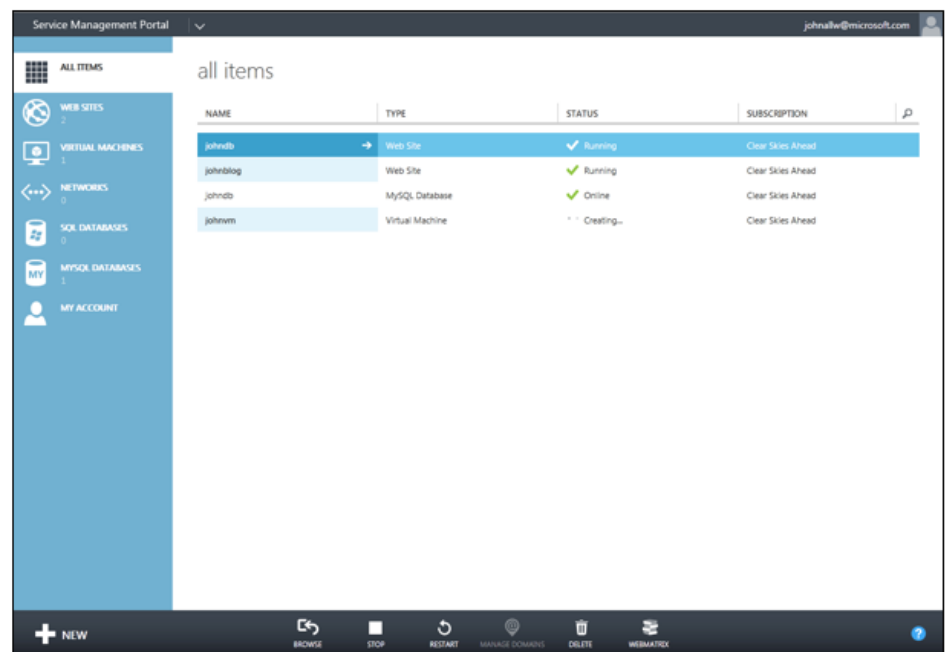 Service Management Portal
johnallw@microsoft.com
ALL ITEMS
WEB SITES
2
VIRTUAL MACHINES
1
NETWORKS
0
SQL DATABASES
0
MYSQL DATABASES
1
MY ACCOUNT
all items
NAME TYPE STATUS SUBSCRIPTION
johndb Web Site Running Clear Skies Ahead
johnblog Web Site Running Clear Skies Ahead
johndb MySQL Database Online Clear Skies Ahead
johnvm Virtual Machine Creating... Clear Skies Ahead
MY
NEW
BROWSE STOP RESTART MANAGE DOMAINS DELETE WEBMATRIX
?